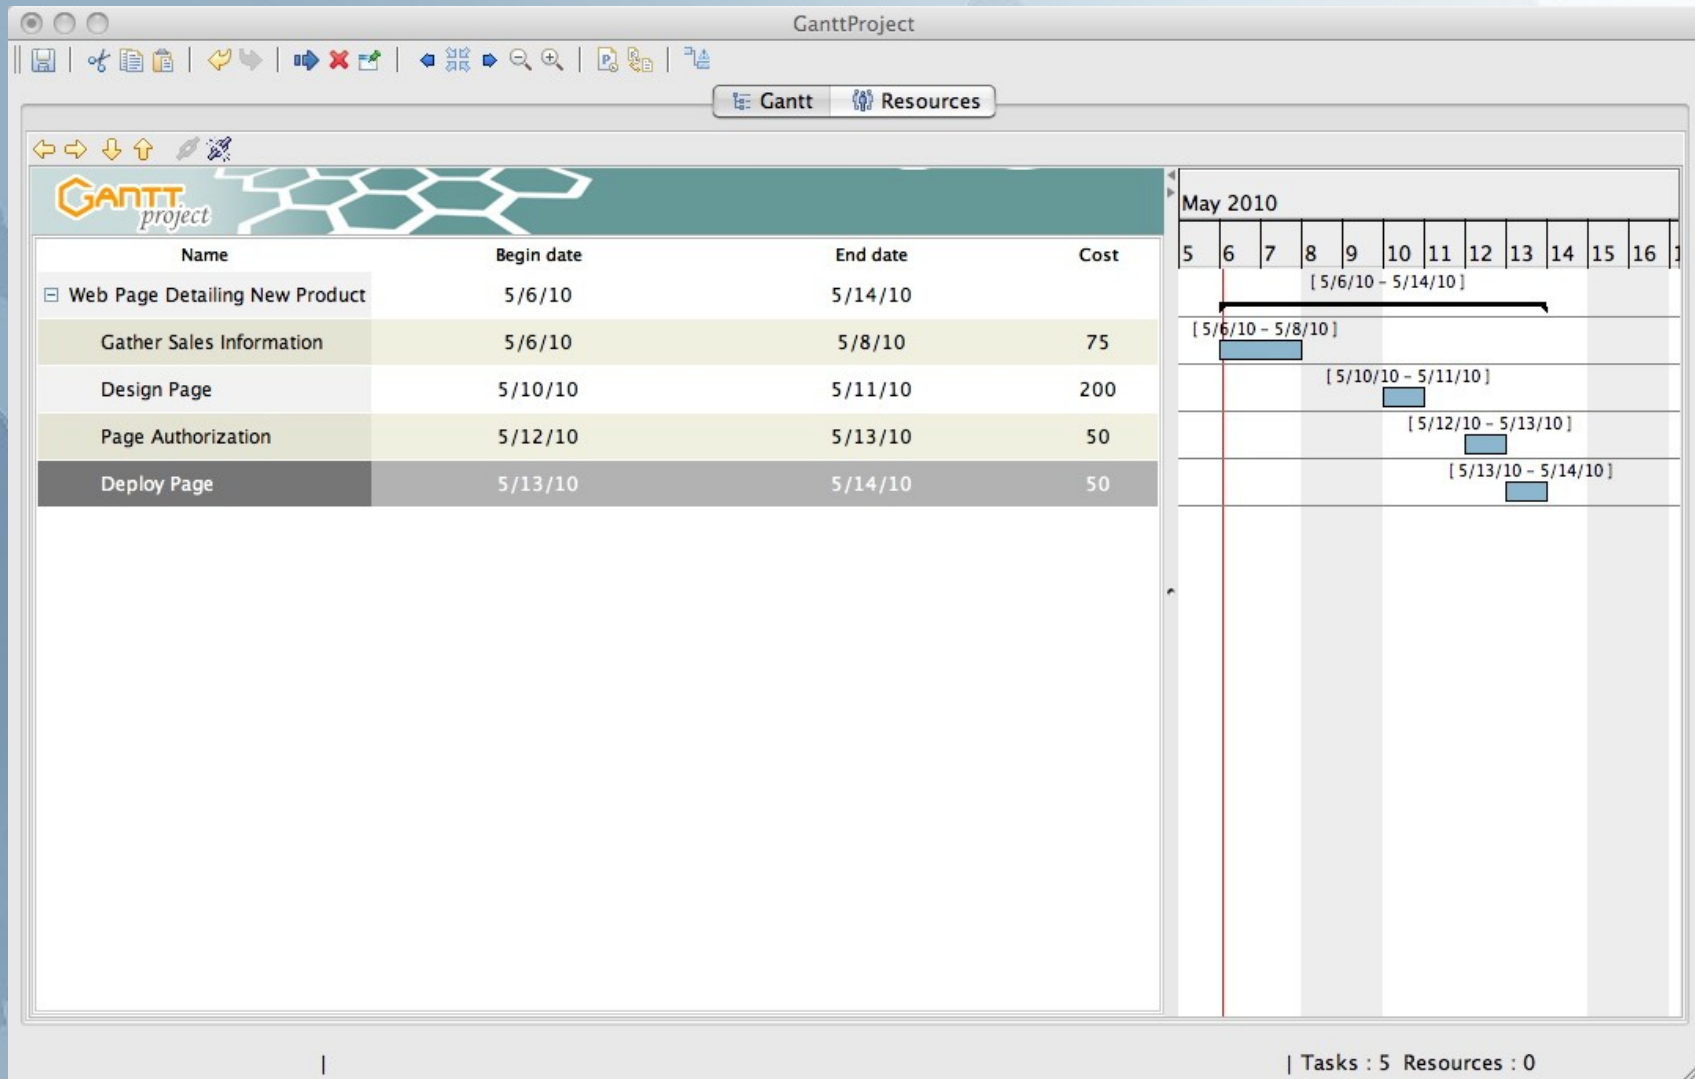 GanttProject
Gantt Resources
GANTT project
May 2010
5 6 7 8 9 10 11 12 13 14 15 16
Name Begin date End date Cost
Web Page Detailing New Product 5/6/10 5/14/10
[ 5/6/10 – 5/14/10 ]
Gather Sales Information 5/6/10 5/8/10 75
[ 5/6/10 – 5/8/10 ]
Design Page 5/10/10 5/11/10 200
[ 5/10/10 – 5/11/10 ]
Page Authorization 5/12/10 5/13/10 50
[ 5/12/10 – 5/13/10 ]
Deploy Page 5/13/10 5/14/10 50
[ 5/13/10 – 5/14/10 ]
| | Tasks : 5 Resources : 0